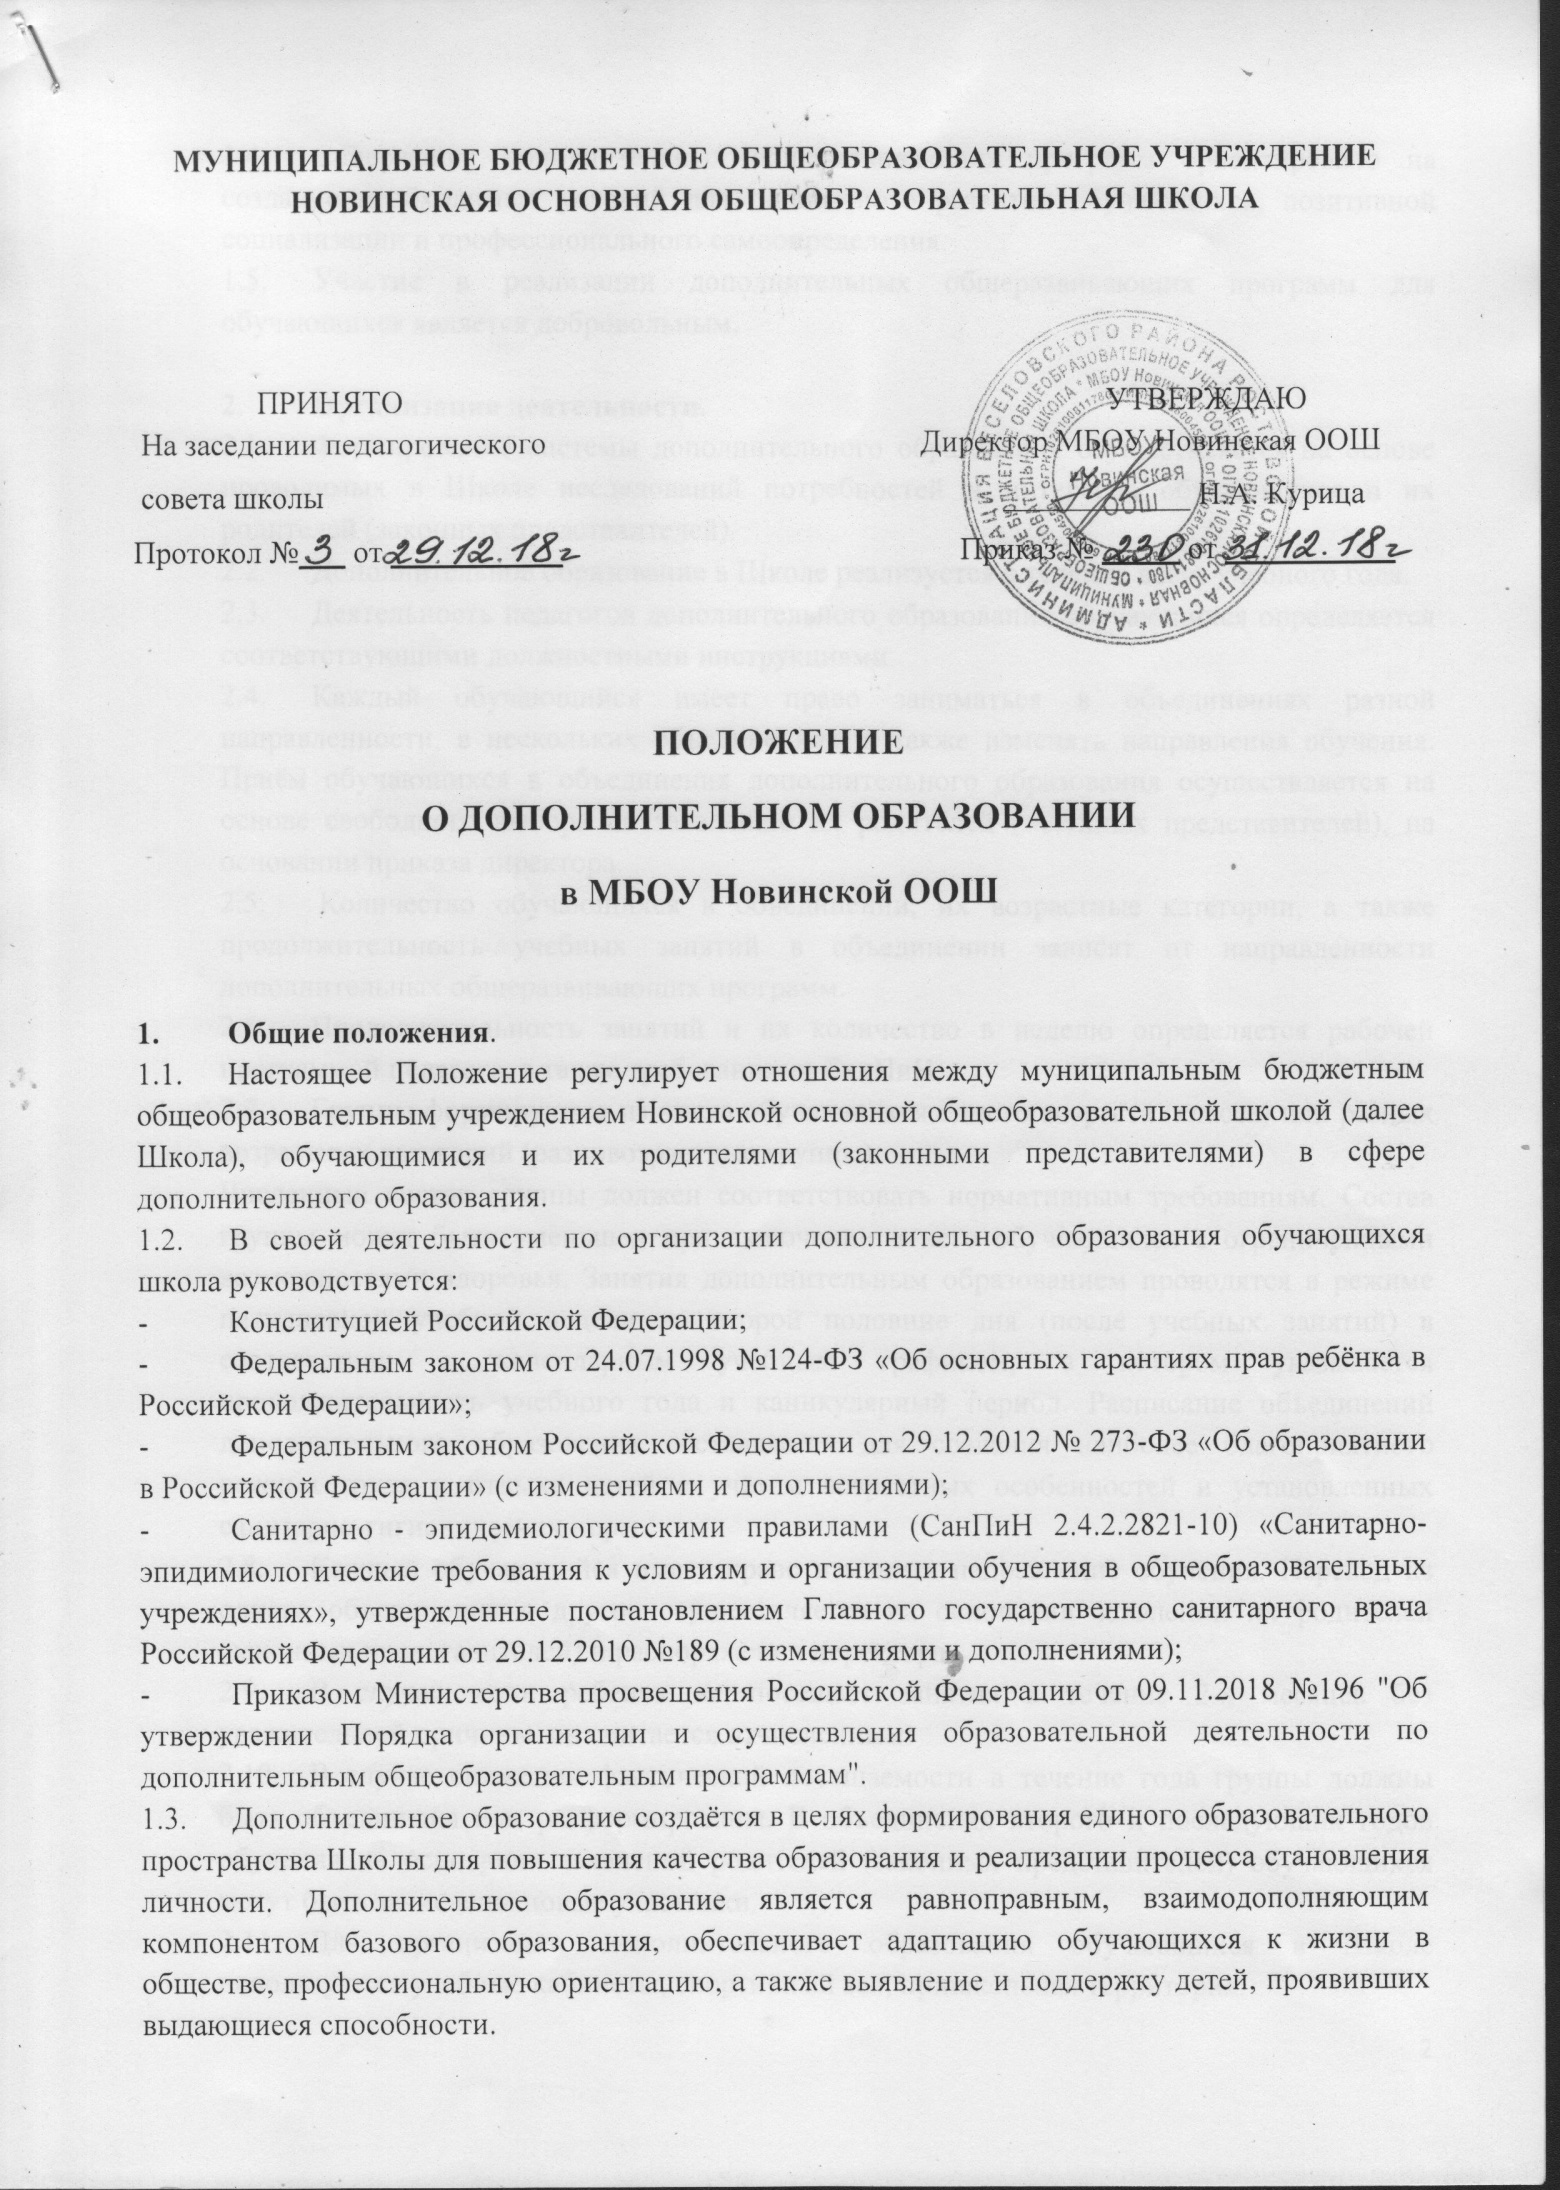 МУНИЦИПАЛЬНОЕ БЮДЖЕТНОЕ ОБЩЕОБРАЗОВАТЕЛЬНОЕ УЧРЕЖДЕНИЕ
НОВИНСКАЯ ОСНОВНАЯ ОБЩЕОБРАЗОВАТЕЛЬНАЯ ШКОЛА
ПРИНЯТО
На заседании педагогического
совета школы
Протокол № 3 от 29.12.18г
УТВЕРЖДАЮ
Директор МБОУ Новинская ООШ
Н.А. Курица
Приказ № 230 от 31.12.18г
АДМИНИСТРАЦИЯ ВЕСЕЛОВСКОГО РАЙОНА РОСТОВСКОЙ ОБЛАСТИ *
МБОУ
Новинская
ООШ
ПОЛОЖЕНИЕ
О ДОПОЛНИТЕЛЬНОМ ОБРАЗОВАНИИ
в МБОУ Новинской ООШ
1. Общие положения.
1.1. Настоящее Положение регулирует отношения между муниципальным бюджетным
общеобразовательным учреждением Новинской основной общеобразовательной школой (далее
Школа), обучающимися и их родителями (законными представителями) в сфере
дополнительного образования.
1.2. В своей деятельности по организации дополнительного образования обучающихся
школа руководствуется:
- Конституцией Российской Федерации;
- Федеральным законом от 24.07.1998 №124-ФЗ «Об основных гарантиях прав ребёнка в
Российской Федерации»;
- Федеральным законом Российской Федерации от 29.12.2012 № 273-ФЗ «Об образовании
в Российской Федерации» (с изменениями и дополнениями);
- Санитарно - эпидемиологическими правилами (СанПиН 2.4.2.2821-10) «Санитарно-
эпидимиологические требования к условиям и организации обучения в общеобразовательных
учреждениях», утвержденные постановлением Главного государственно санитарного врача
Российской Федерации от 29.12.2010 №189 (с изменениями и дополнениями);
- Приказом Министерства просвещения Российской Федерации от 09.11.2018 №196 "Об
утверждении Порядка организации и осуществления образовательной деятельности по
дополнительным общеобразовательным программам".
1.3. Дополнительное образование создаётся в целях формирования единого образовательного
пространства Школы для повышения качества образования и реализации процесса становления
личности. Дополнительное образование является равноправным, взаимодополняющим
компонентом базового образования, обеспечивает адаптацию обучающихся к жизни в
обществе, профессиональную ориентацию, а также выявление и поддержку детей, проявивших
выдающиеся способности.